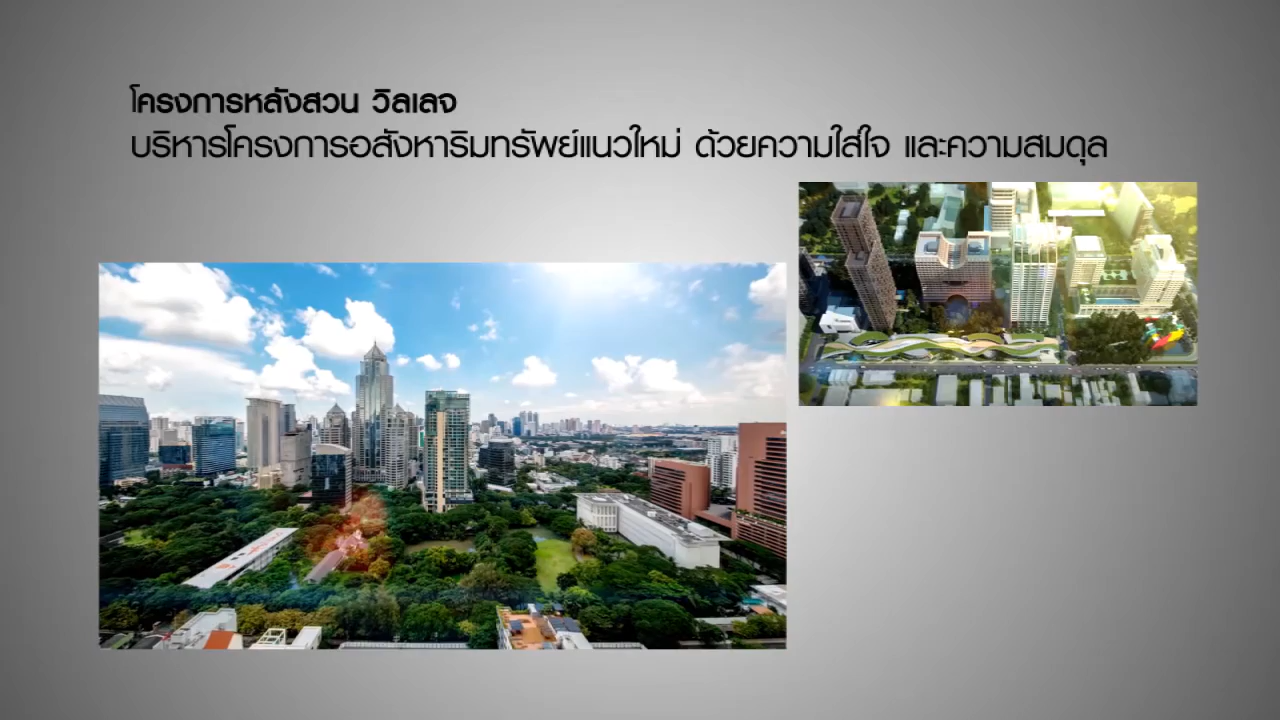 โครงการหลังสวน วิลเลจ
บริหารโครงการอสังหาริมทรัพย์แนวใหม่ ด้วยความใส่ใจ และความสมดุล